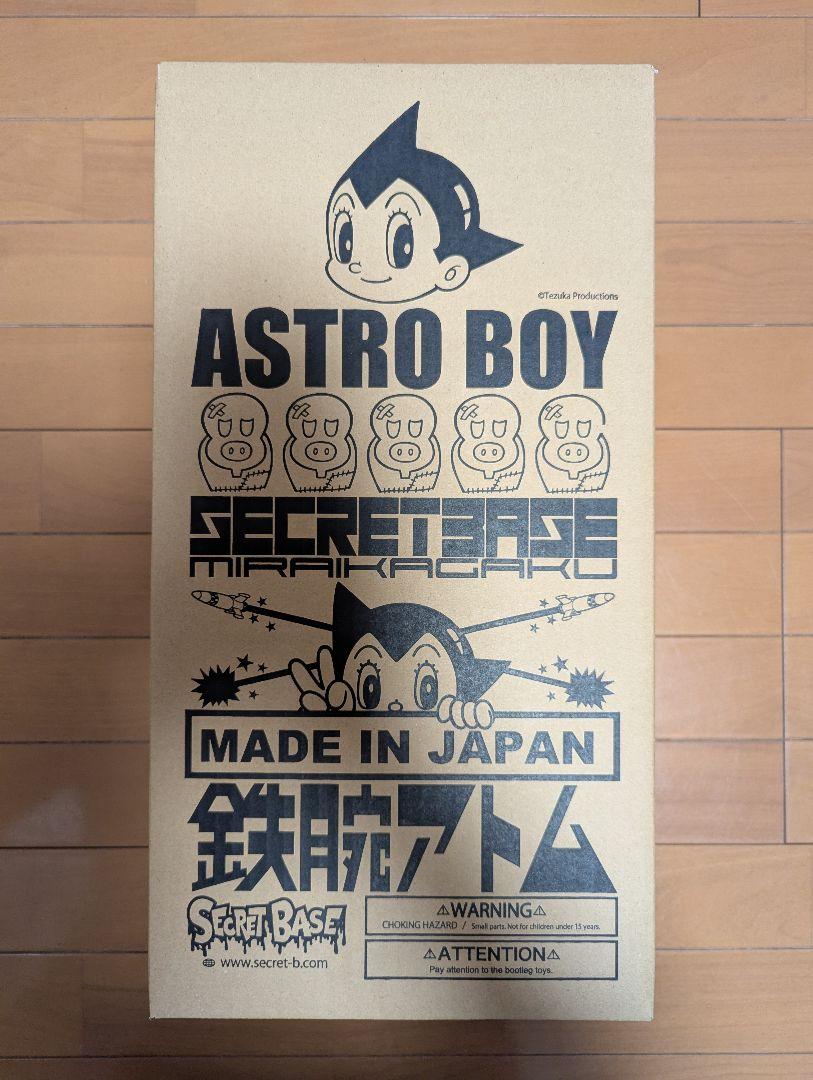 ©Tezuka Productions
ASTRO BOY
SECRETBASE
MIRAIKAGAKU
MADE IN JAPAN
鉄腕アトム
SECRET BASE
www.secret-b.com
⚠WARNING⚠
CHOKING HAZARD / Small parts. Not for children under 15 years.
⚠ATTENTION⚠
Pay attention to the bootleg toys.